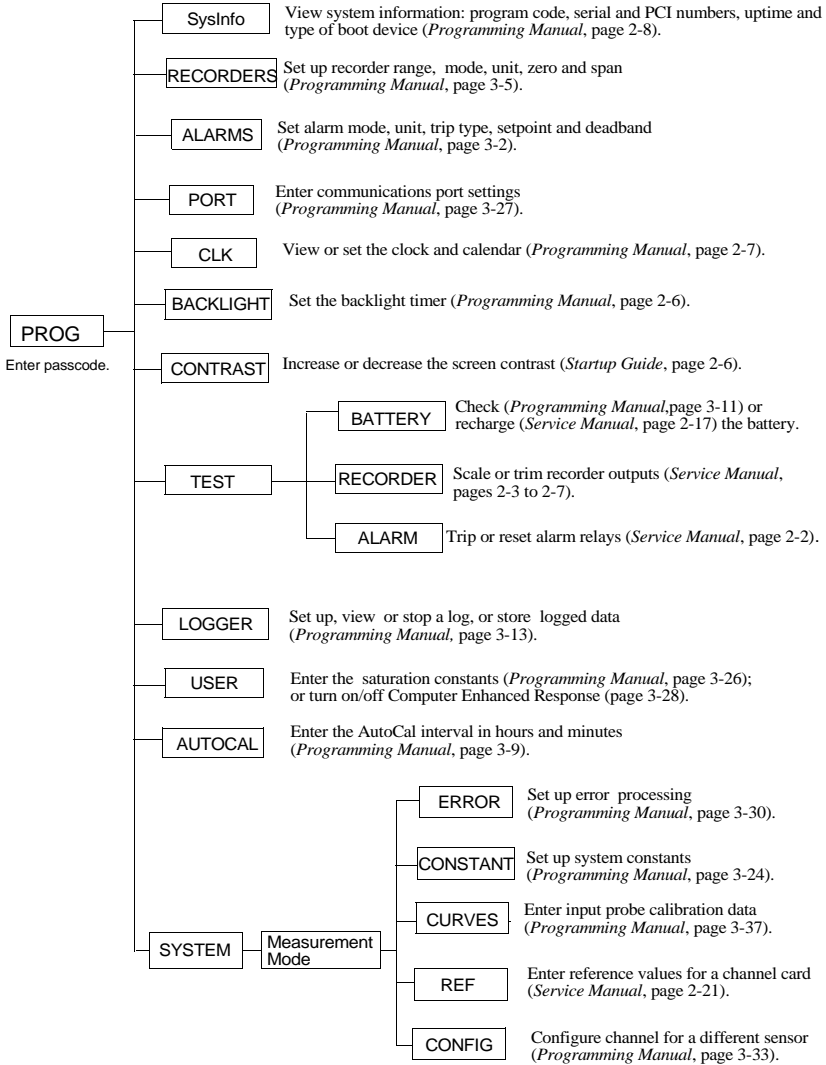 SysInfo
View system information: program code, serial and PCI numbers, uptime and
type of boot device (Programming Manual, page 2-8).
RECORDERS
Set up recorder range, mode, unit, zero and span
(Programming Manual, page 3-5).
ALARMS
Set alarm mode, unit, trip type, setpoint and deadband
(Programming Manual, page 3-2).
PORT
Enter communications port settings
(Programming Manual, page 3-27).
CLK
View or set the clock and calendar (Programming Manual, page 2-7).
BACKLIGHT
Set the backlight timer (Programming Manual, page 2-6).
PROG
Enter passcode.
CONTRAST
Increase or decrease the screen contrast (Startup Guide, page 2-6).
TEST
BATTERY
Check (Programming Manual,page 3-11) or
recharge (Service Manual, page 2-17) the battery.
RECORDER
Scale or trim recorder outputs (Service Manual,
pages 2-3 to 2-7).
ALARM
Trip or reset alarm relays (Service Manual, page 2-2).
LOGGER
Set up, view or stop a log, or store logged data
(Programming Manual, page 3-13).
USER
Enter the saturation constants (Programming Manual, page 3-26);
or turn on/off Computer Enhanced Response (page 3-28).
AUTOCAL
Enter the AutoCal interval in hours and minutes
(Programming Manual, page 3-9).
SYSTEM
Measurement
Mode
ERROR
Set up error processing
(Programming Manual, page 3-30).
CONSTANT
Set up system constants
(Programming Manual, page 3-24).
CURVES
Enter input probe calibration data
(Programming Manual, page 3-37).
REF
Enter reference values for a channel card
(Service Manual, page 2-21).
CONFIG
Configure channel for a different sensor
(Programming Manual, page 3-33).